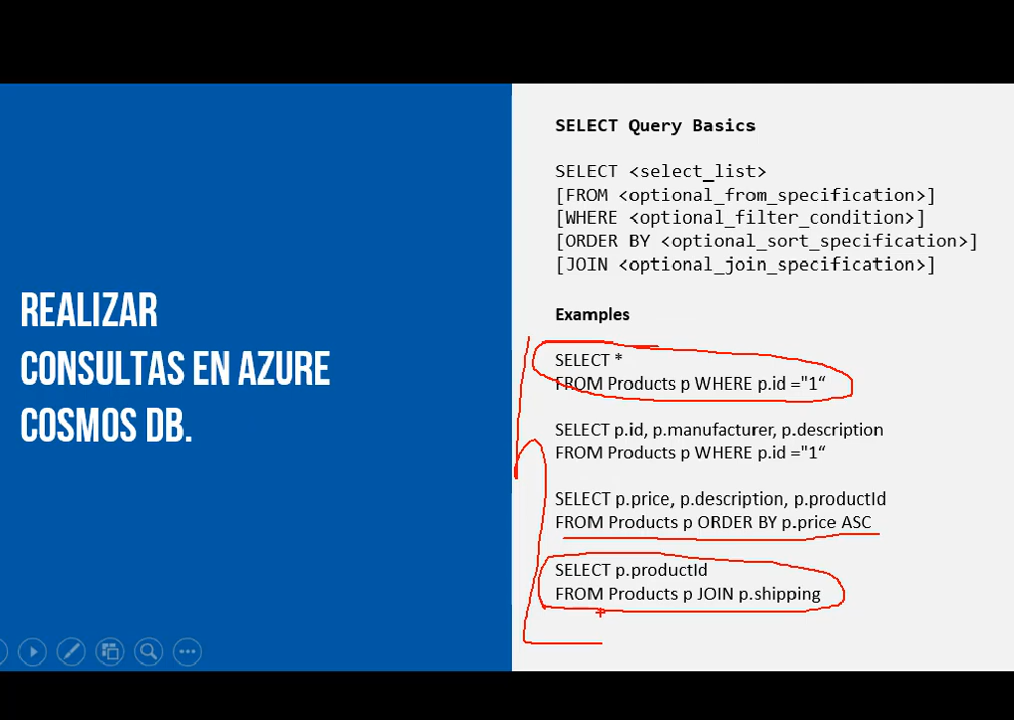 REALIZAR
CONSULTAS EN AZURE
COSMOS DB.
SELECT Query Basics
SELECT <select_list>
[FROM <optional_from_specification>]
[WHERE <optional_filter_condition>]
[ORDER BY <optional_sort_specification>]
[JOIN <optional_join_specification>]
Examples
SELECT *
FROM Products p WHERE p.id ="1“
SELECT p.id, p.manufacturer, p.description
FROM Products p WHERE p.id ="1“
SELECT p.price, p.description, p.productId
FROM Products p ORDER BY p.price ASC
SELECT p.productId
FROM Products p JOIN p.shipping